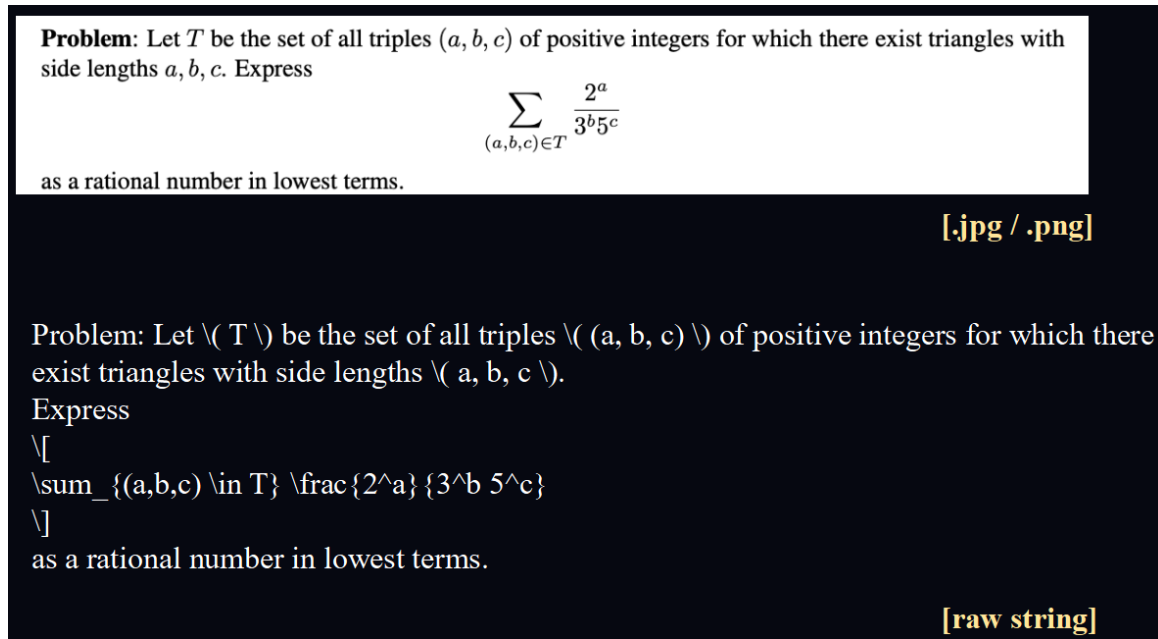 Problem: Let T be the set of all triples (a, b, c) of positive integers for which there exist triangles with
side lengths a, b, c. Express
∑_{(a,b,c)∈T} 2^a / 3^b 5^c
as a rational number in lowest terms.
[.jpg / .png]
Problem: Let \( T \) be the set of all triples \( (a, b, c) \) of positive integers for which there
exist triangles with side lengths \( a, b, c \).
Express
\[
\sum_{(a,b,c) \in T} \frac{2^a}{3^b 5^c}
\]
as a rational number in lowest terms.
[raw string]